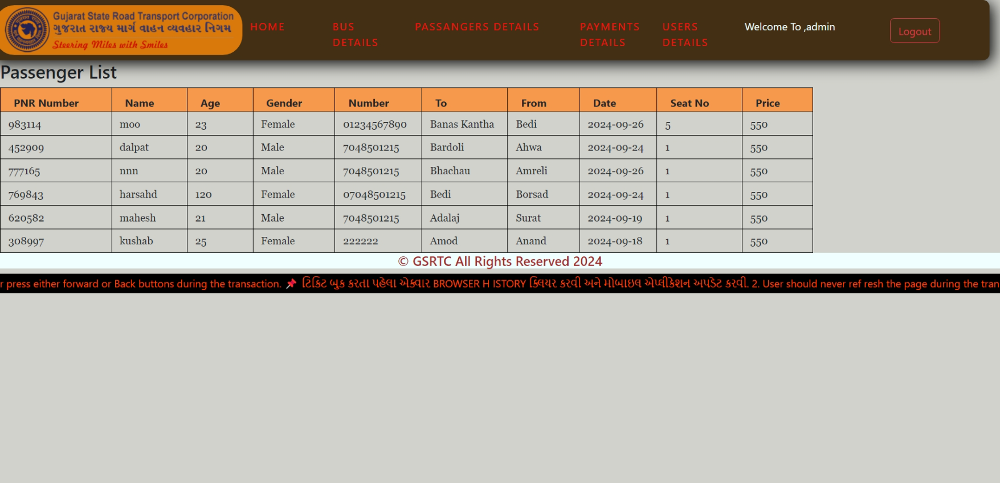 Gujarat State Road Transport Corporation
ગુજરાત રાજ્ય માર્ગ વાહન વ્યવહાર નિગમ
Steering Miles with Smiles
HOME
BUS
DETAILS
PASSANGERS DETAILS
PAYMENTS
DETAILS
USERS
DETAILS
Welcome To ,admin
Logout
Passenger List
PNR Number Name Age Gender Number To From Date Seat No Price
983114 moo 23 Female 01234567890 Banas Kantha Bedi 2024-09-26 5 550
452909 dalpat 20 Male 7048501215 Bardoli Ahwa 2024-09-24 1 550
777165 nnn 20 Male 7048501215 Bhachau Amreli 2024-09-26 1 550
769843 harsahd 120 Female 07048501215 Bedi Borsad 2024-09-24 1 550
620582 mahesh 21 Male 7048501215 Adalaj Surat 2024-09-19 1 550
308997 kushab 25 Female 222222 Amod Anand 2024-09-18 1 550
© GSRTC All Rights Reserved 2024
r press either forward or Back buttons during the transaction. 📌 ટિકિટ બુક કરતા પહેલા એક્વાર BROWSER H ISTORY ક્લિયર કરવી અને મોબાઇલ એપ્લીકેશન અપડેટ કરવી. 2. User should never ref resh the page during the tran